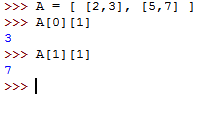 >>> A = [ [2,3], [5,7] ]
>>> A[0][1]
3
>>> A[1][1]
7
>>>